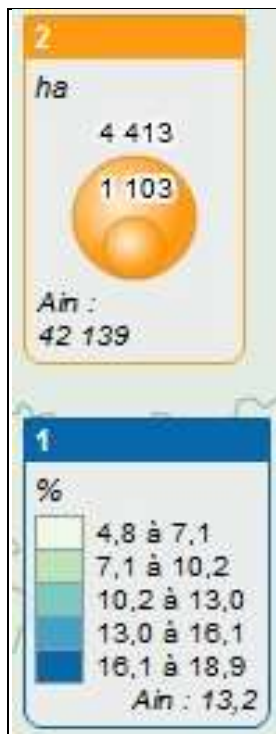 2
ha
4 413
1 103
Ain :
42 139
1
%
4,8 à 7,1
7,1 à 10,2
10,2 à 13,0
13,0 à 16,1
16,1 à 18,9
Ain : 13,2